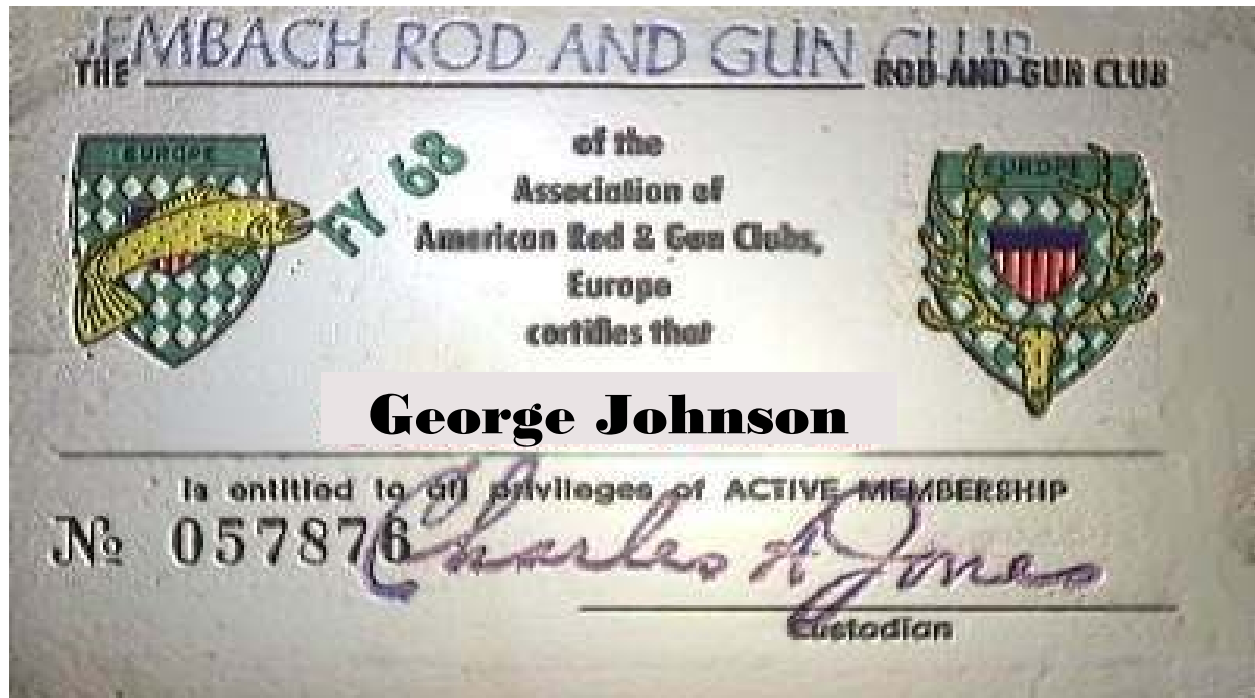 THE SEMBACH ROD AND GUN CLUB ROD AND GUN CLUB
EUROPE
FY 68
EUROPE
of the
Association of
American Rod & Gun Clubs,
Europe
certifies that
George Johnson
is entitled to all privileges of ACTIVE MEMBERSHIP
№ 057876
Charles A Jones
Custodian